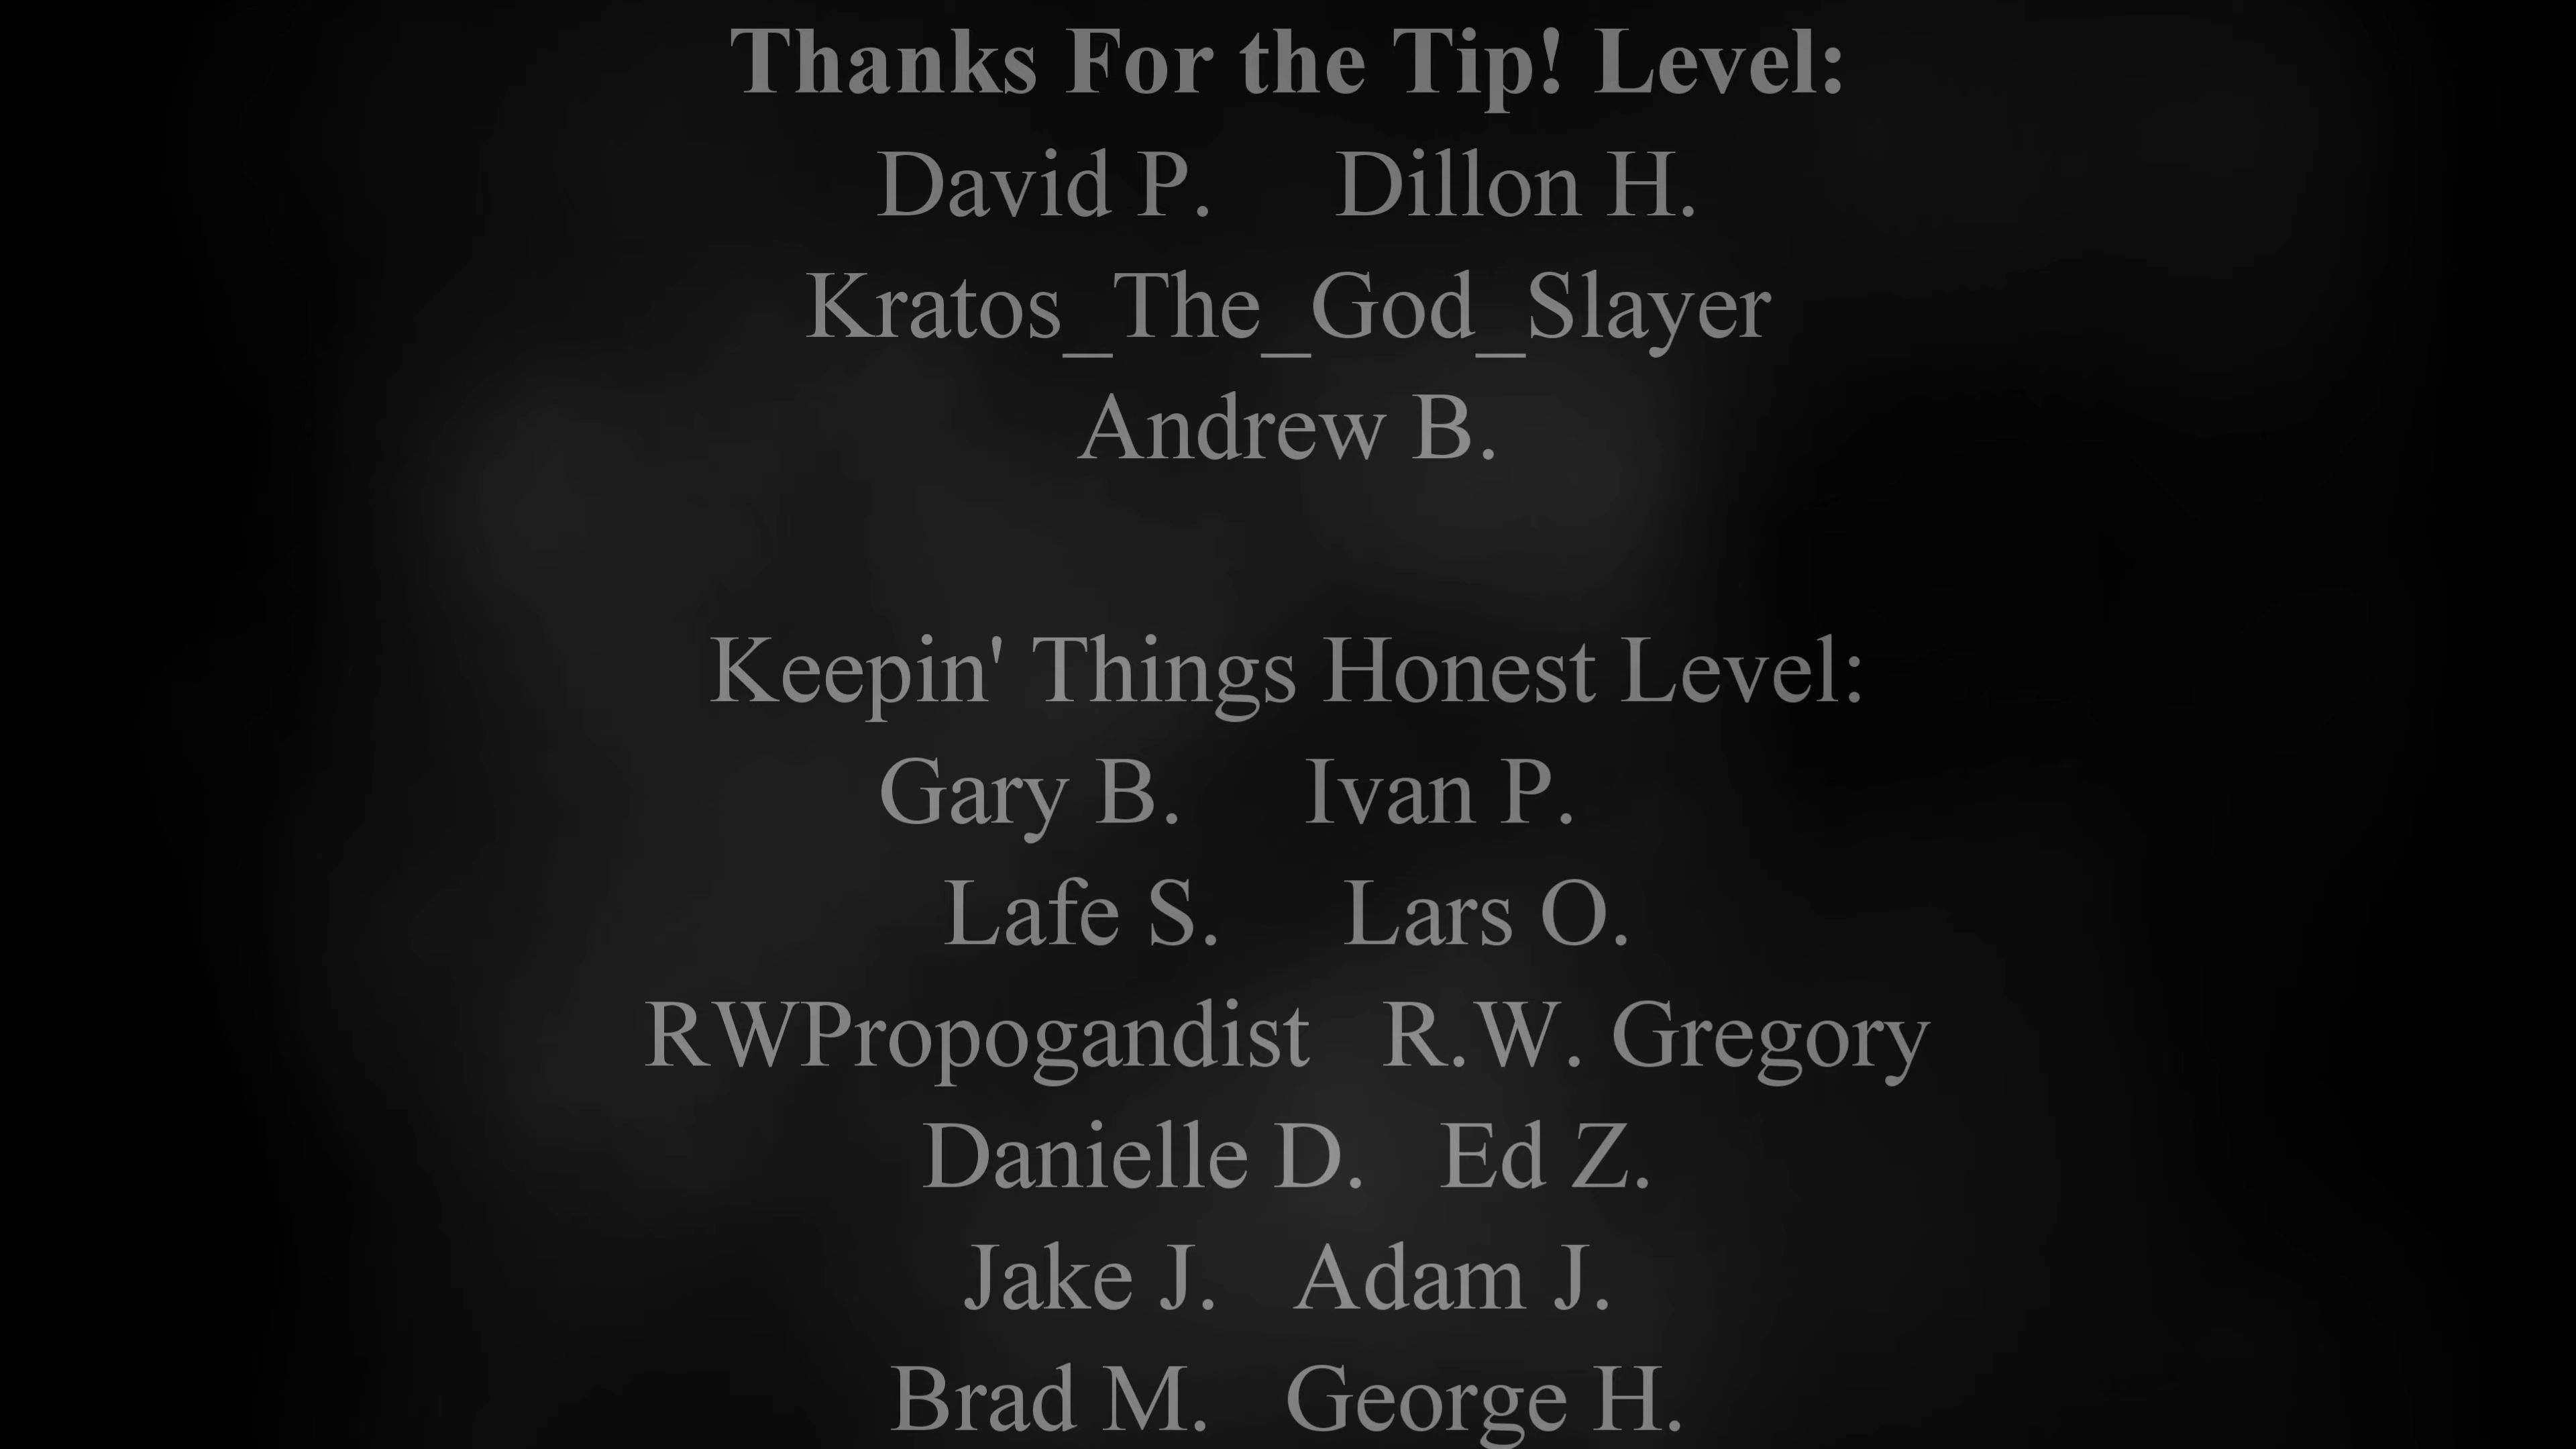 Thanks For the Tip! Level:
David P. Dillon H.
Kratos_The_God_Slayer
Andrew B.
Keepin' Things Honest Level:
Gary B. Ivan P.
Lafe S. Lars O.
RWPropogandist R.W. Gregory
Danielle D. Ed Z.
Jake J. Adam J.
Brad M. George H.